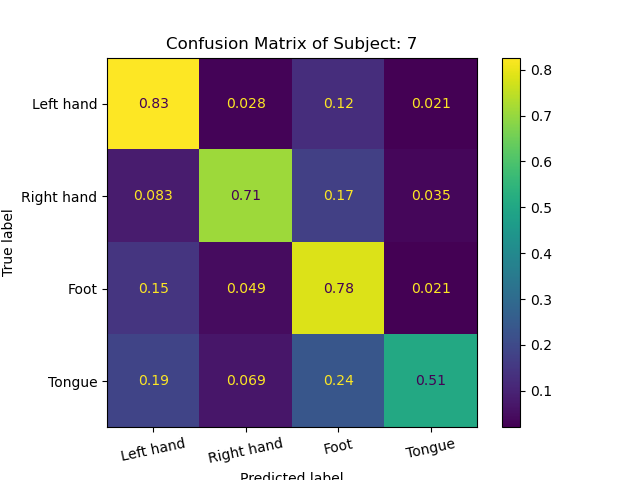 Confusion Matrix of Subject: 7
True label
Left hand 0.83 0.028 0.12 0.021
Right hand 0.083 0.71 0.17 0.035
Foot 0.15 0.049 0.78 0.021
Tongue 0.19 0.069 0.24 0.51
Left hand Right hand Foot Tongue
Predicted label
0.8
0.7
0.6
0.5
0.4
0.3
0.2
0.1